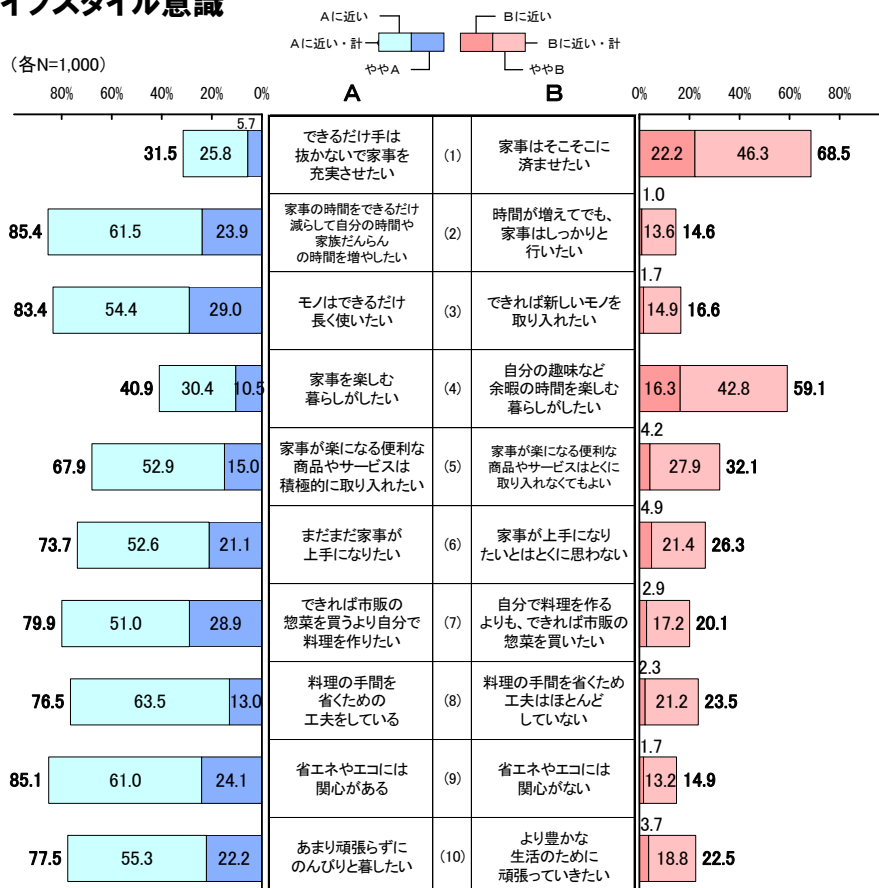 イフスタイル意識
Aに近い
Bに近い
Aに近い・計
Bに近い・計
ややA
ややB
(各N=1,000)
80% 60% 40% 20% 0%
A
B
0% 20% 40% 60% 80%
5.7
31.5 25.8
できるだけ手は
抜かないで家事を
充実させたい
(1)
家事はそこそこに
済ませたい
22.2 46.3 68.5
85.4 61.5 23.9
家事の時間をできるだけ
減らして自分の時間や
家族だんらん
の時間を増やしたい
(2)
時間が増えてでも、
家事はしっかりと
行いたい
1.0
13.6 14.6
83.4 54.4 29.0
モノはできるだけ
長く使いたい
(3)
できれば新しいモノを
取り入れたい
1.7
14.9 16.6
40.9 30.4 10.5
家事を楽しむ
暮らしがしたい
(4)
自分の趣味など
余暇の時間を楽しむ
暮らしがしたい
16.3 42.8 59.1
67.9 52.9 15.0
家事が楽になる便利な
商品やサービスは
積極的に取り入れたい
(5)
家事が楽になる便利な
商品やサービスはとくに
取り入れなくてもよい
4.2
27.9 32.1
73.7 52.6 21.1
まだまだ家事が
上手になりたい
(6)
家事が上手になり
たいとはとくに思わない
4.9
21.4 26.3
79.9 51.0 28.9
できれば市販の
惣菜を買うより自分で
料理を作りたい
(7)
自分で料理を作る
よりも、できれば市販の
惣菜を買いたい
2.9
17.2 20.1
76.5 63.5 13.0
料理の手間を
省くための
工夫をしている
(8)
料理の手間を省くため
工夫はほとんど
していない
2.3
21.2 23.5
85.1 61.0 24.1
省エネやエコには
関心がある
(9)
省エネやエコには
関心がない
1.7
13.2 14.9
77.5 55.3 22.2
あまり頑張らずに
のんびりと暮したい
(10)
より豊かな
生活のために
頑張っていきたい
3.7
18.8 22.5